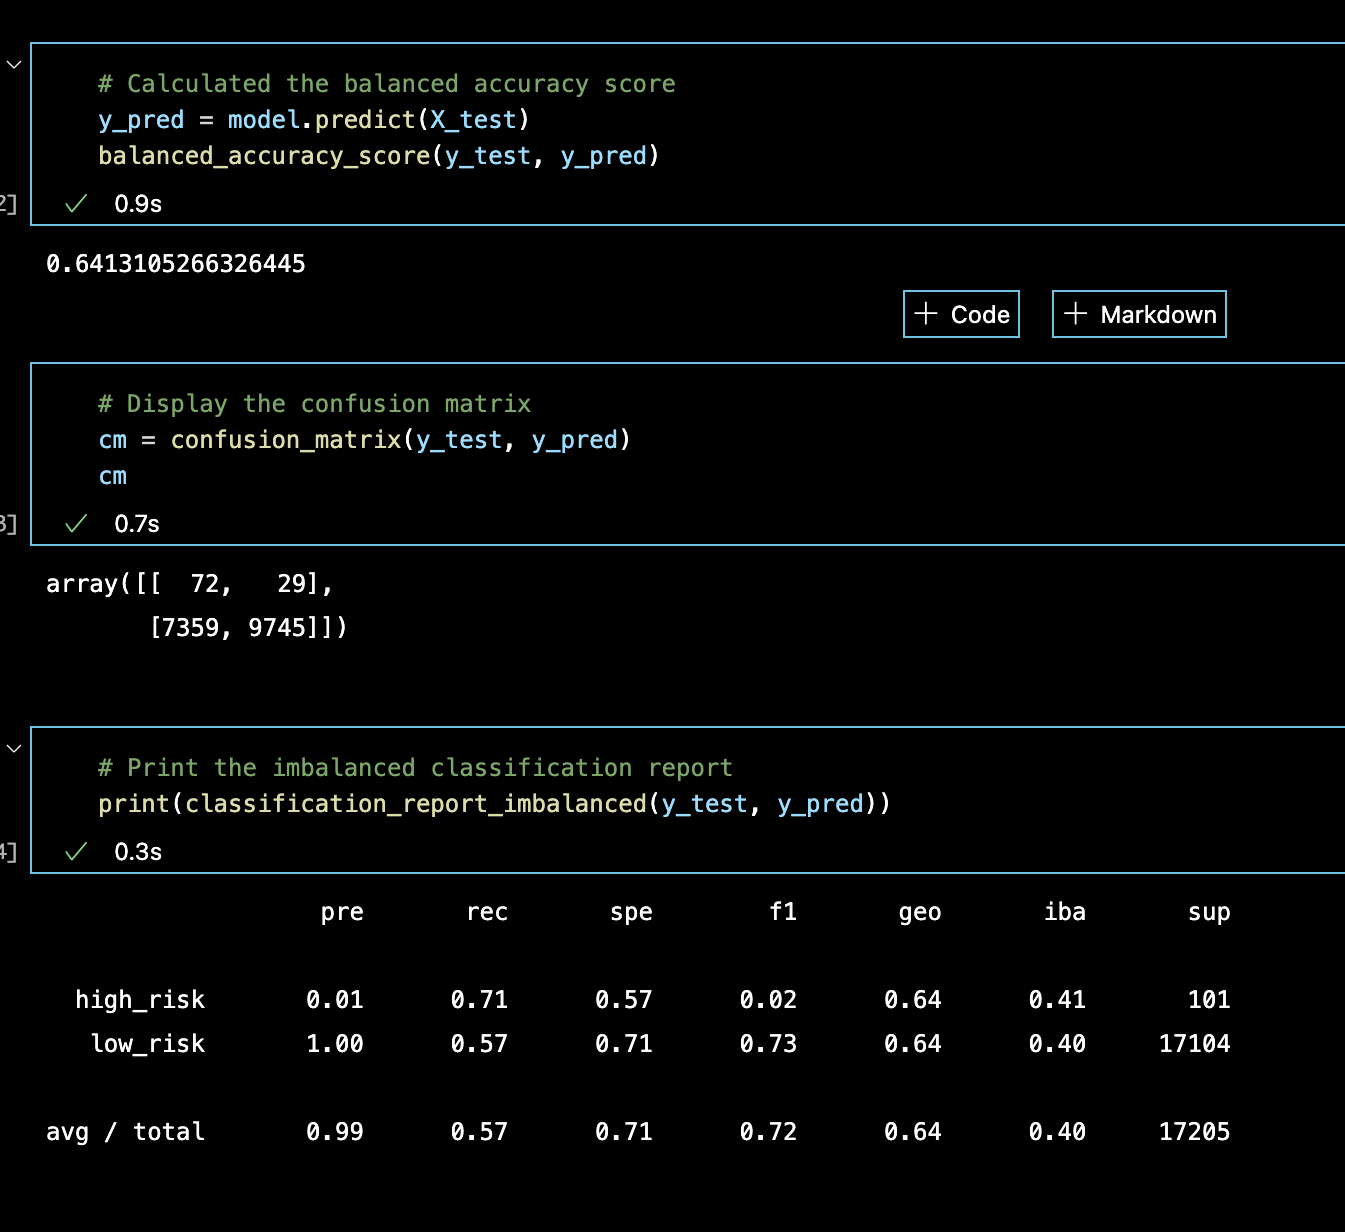 # Calculated the balanced accuracy score
y_pred = model.predict(X_test)
balanced_accuracy_score(y_test, y_pred)
2] ✓ 0.9s
0.6413105266326445
+ Code + Markdown
# Display the confusion matrix
cm = confusion_matrix(y_test, y_pred)
cm
3] ✓ 0.7s
array([[  72,   29],
       [7359, 9745]])
# Print the imbalanced classification report
print(classification_report_imbalanced(y_test, y_pred))
4] ✓ 0.3s
pre rec spe f1 geo iba sup
high_risk 0.01 0.71 0.57 0.02 0.64 0.41 101
low_risk 1.00 0.57 0.71 0.73 0.64 0.40 17104
avg / total 0.99 0.57 0.71 0.72 0.64 0.40 17205